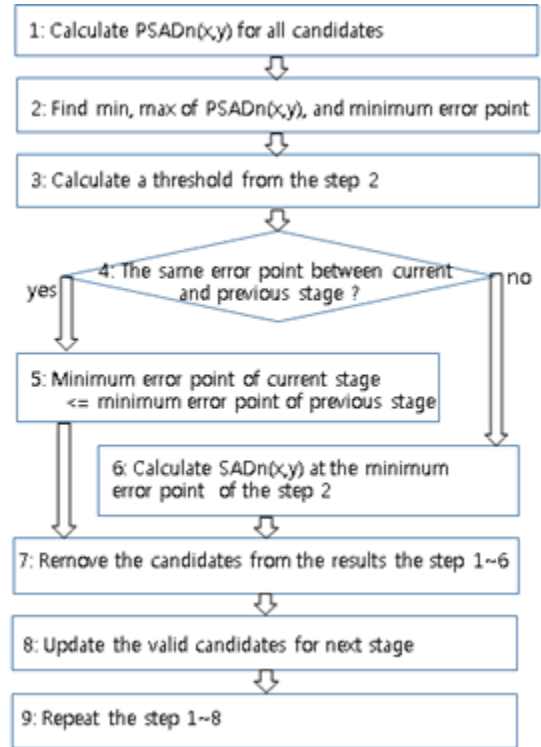 1: Calculate PSADn(x,y) for all candidates
2: Find min, max of PSADn(x,y), and minimum error point
3: Calculate a threshold from the step 2
4: The same error point between current
and previous stage ?
yes
no
5: Minimum error point of current stage
<= minimum error point of previous stage
6: Calculate SADn(x,y) at the minimum
error point of the step 2
7: Remove the candidates from the results the step 1~6
8: Update the valid candidates for next stage
9: Repeat the step 1~8